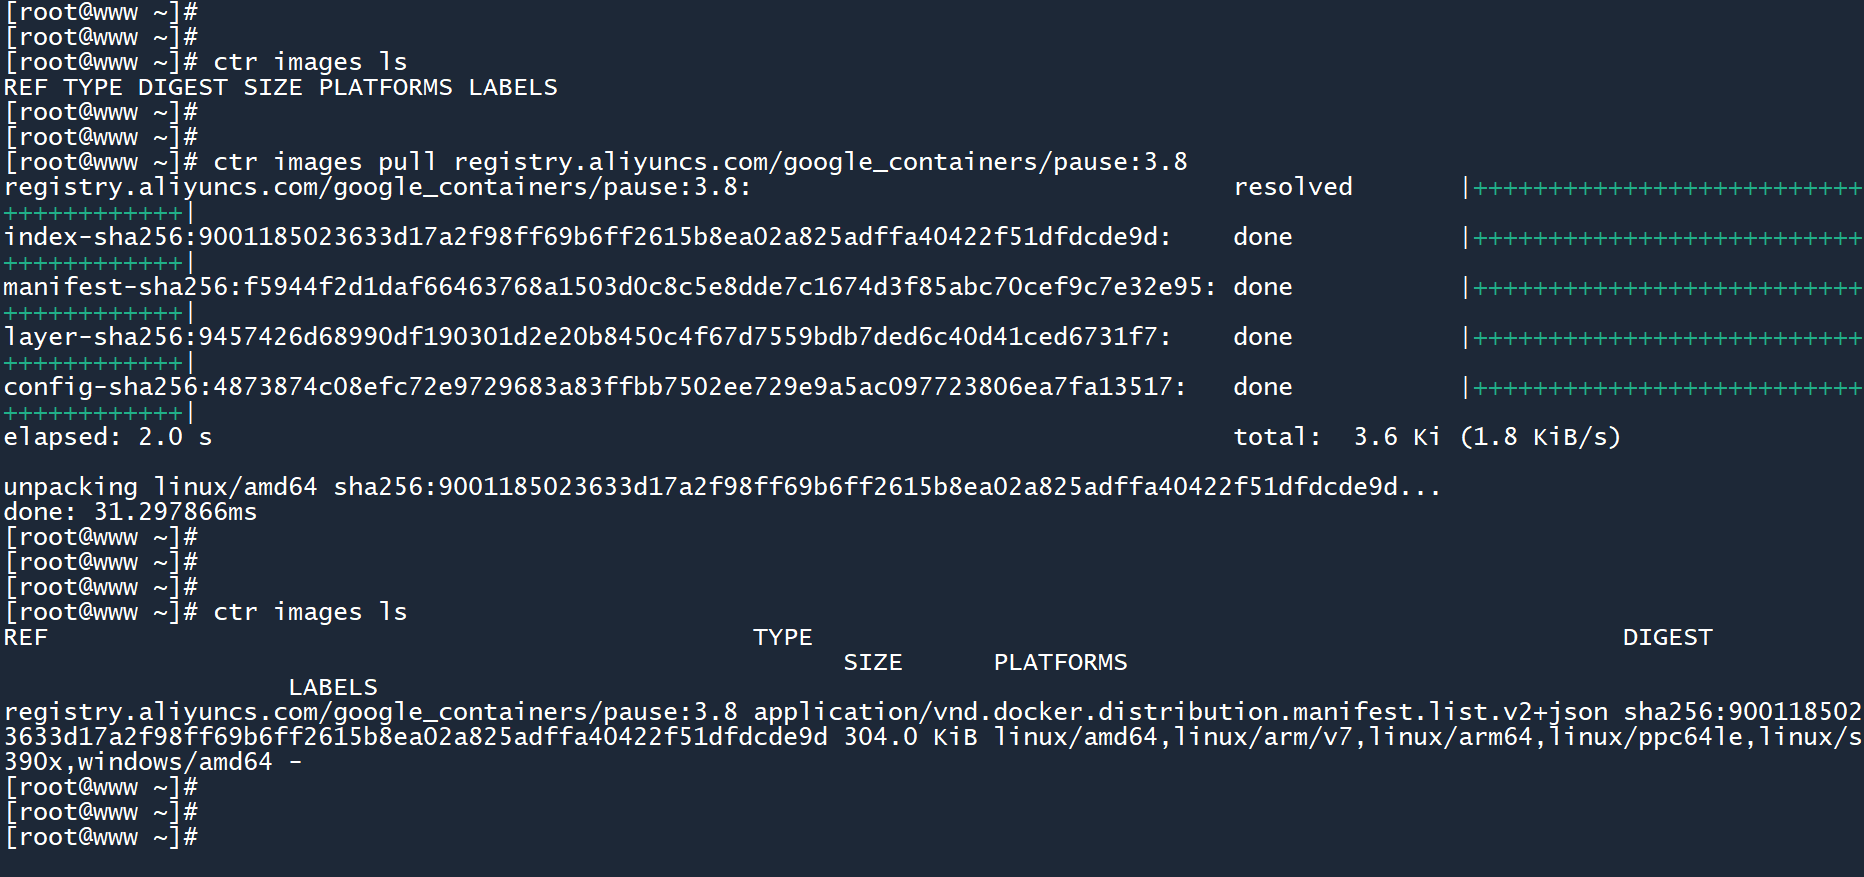 [root@www ~]#
[root@www ~]#
[root@www ~]# ctr images ls
REF TYPE DIGEST SIZE PLATFORMS LABELS
[root@www ~]#
[root@www ~]#
[root@www ~]# ctr images pull registry.aliyuncs.com/google_containers/pause:3.8
registry.aliyuncs.com/google_containers/pause:3.8: resolved |++++++++++++++++++++++++++
++++++++++++|
index-sha256:9001185023633d17a2f98ff69b6ff2615b8ea02a825adffa40422f51dfdcde9d: done |++++++++++++++++++++++++++
++++++++++++|
manifest-sha256:f5944f2d1daf66463768a1503d0c8c5e8dde7c1674d3f85abc70cef9c7e32e95: done |++++++++++++++++++++++++++
++++++++++++|
layer-sha256:9457426d68990df190301d2e20b8450c4f67d7559bdb7ded6c40d41ced6731f7: done |++++++++++++++++++++++++++
++++++++++++|
config-sha256:4873874c08efc72e9729683a83ffbb7502ee729e9a5ac097723806ea7fa13517: done |++++++++++++++++++++++++++
++++++++++++|
elapsed: 2.0 s total: 3.6 Ki (1.8 KiB/s)
unpacking linux/amd64 sha256:9001185023633d17a2f98ff69b6ff2615b8ea02a825adffa40422f51dfdcde9d...
done: 31.297866ms
[root@www ~]#
[root@www ~]#
[root@www ~]#
[root@www ~]# ctr images ls
REF TYPE DIGEST
SIZE PLATFORMS
LABELS
registry.aliyuncs.com/google_containers/pause:3.8 application/vnd.docker.distribution.manifest.list.v2+json sha256:900118502
3633d17a2f98ff69b6ff2615b8ea02a825adffa40422f51dfdcde9d 304.0 KiB linux/amd64,linux/arm/v7,linux/arm64,linux/ppc64le,linux/s
390x,windows/amd64 -
[root@www ~]#
[root@www ~]#
[root@www ~]#